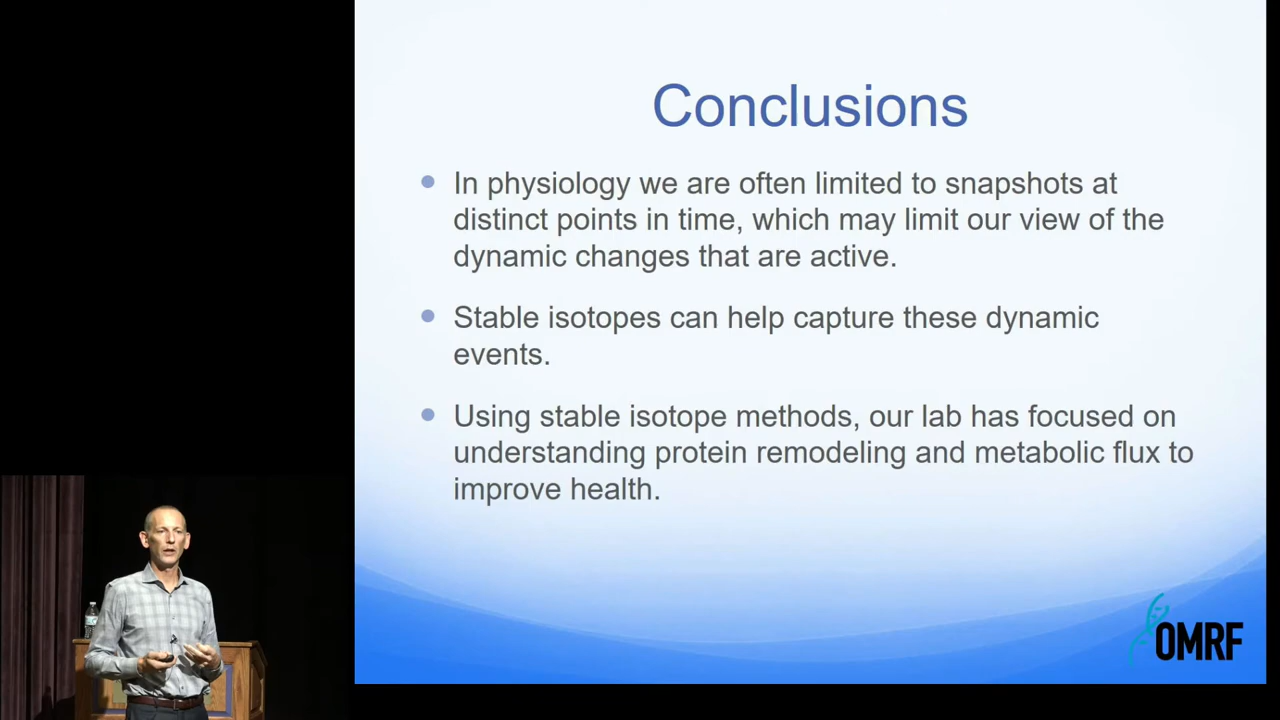 Conclusions
In physiology we are often limited to snapshots at
distinct points in time, which may limit our view of the
dynamic changes that are active.
Stable isotopes can help capture these dynamic
events.
Using stable isotope methods, our lab has focused on
understanding protein remodeling and metabolic flux to
improve health.
OMRF